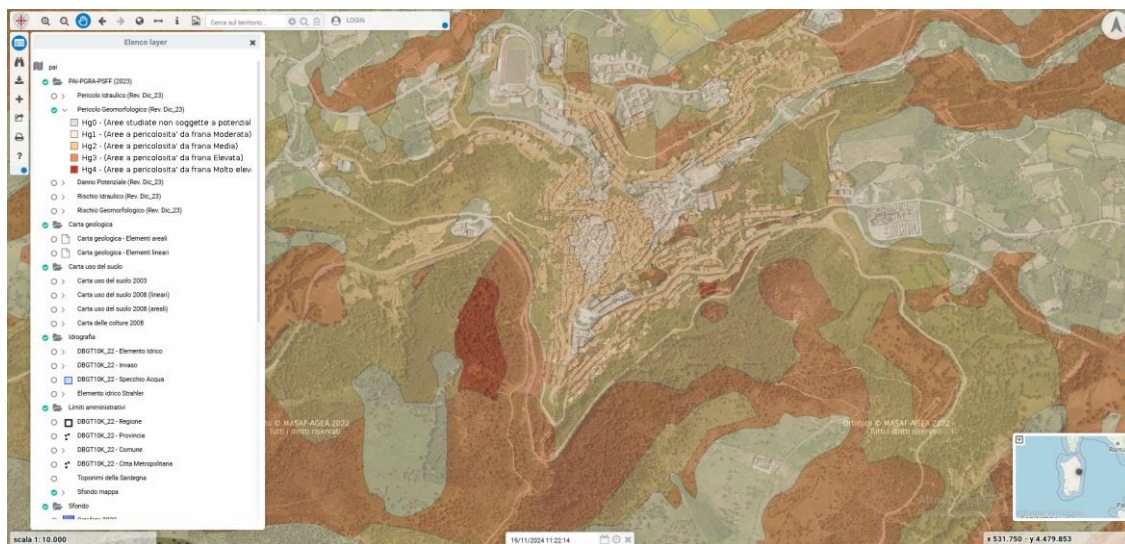 Cerca sul territorio...
LOGIN
Elenco layer
pai
PAI-PGRA-PSFF (2023)
Pericolo Idraulico (Rev. Dic_23)
Pericolo Geomorfologico (Rev. Dic_23)
Hg0 - (Aree studiate non soggette a potenzial
Hg1 - (Aree a pericolosita' da frana Moderata)
Hg2 - (Aree a pericolosita' da frana Media)
Hg3 - (Aree a pericolosita' da frana Elevata)
Hg4 - (Aree a pericolosita' da frana Molto elev
Danno Potenziale (Rev. Dic_23)
Rischio Idraulico (Rev. Dic_23)
Rischio Geomorfologico (Rev. Dic_23)
Carta geologica
Carta geologica - Elementi areali
Carta geologica - Elementi lineari
Carta uso del suolo
Carta uso del suolo 2003
Carta uso del suolo 2008 (lineari)
Carta uso del suolo 2008 (areali)
Carta delle colture 2008
Idrografia
DBGT10K_22 - Elemento Idrico
DBGT10K_22 - Invaso
DBGT10K_22 - Specchio Acqua
Elemento idrico Strahler
Limiti amministrativi
DBGT10K_22 - Regione
DBGT10K_22 - Provincia
DBGT10K_22 - Comune
DBGT10K_22 - Citta Metropolitana
Toponimi della Sardegna
Sfondo mappa
Sfondo
Ortofoto 2022
to © MASAF-AGEA 2022
Tutti i diritti riservati
Ortofoto © MASAF-AGEA 2022
Tutti i diritti riservati
Roma
scala 1: 10.000
19/11/2024 11:22:14
x 531.750 - y 4.479.853